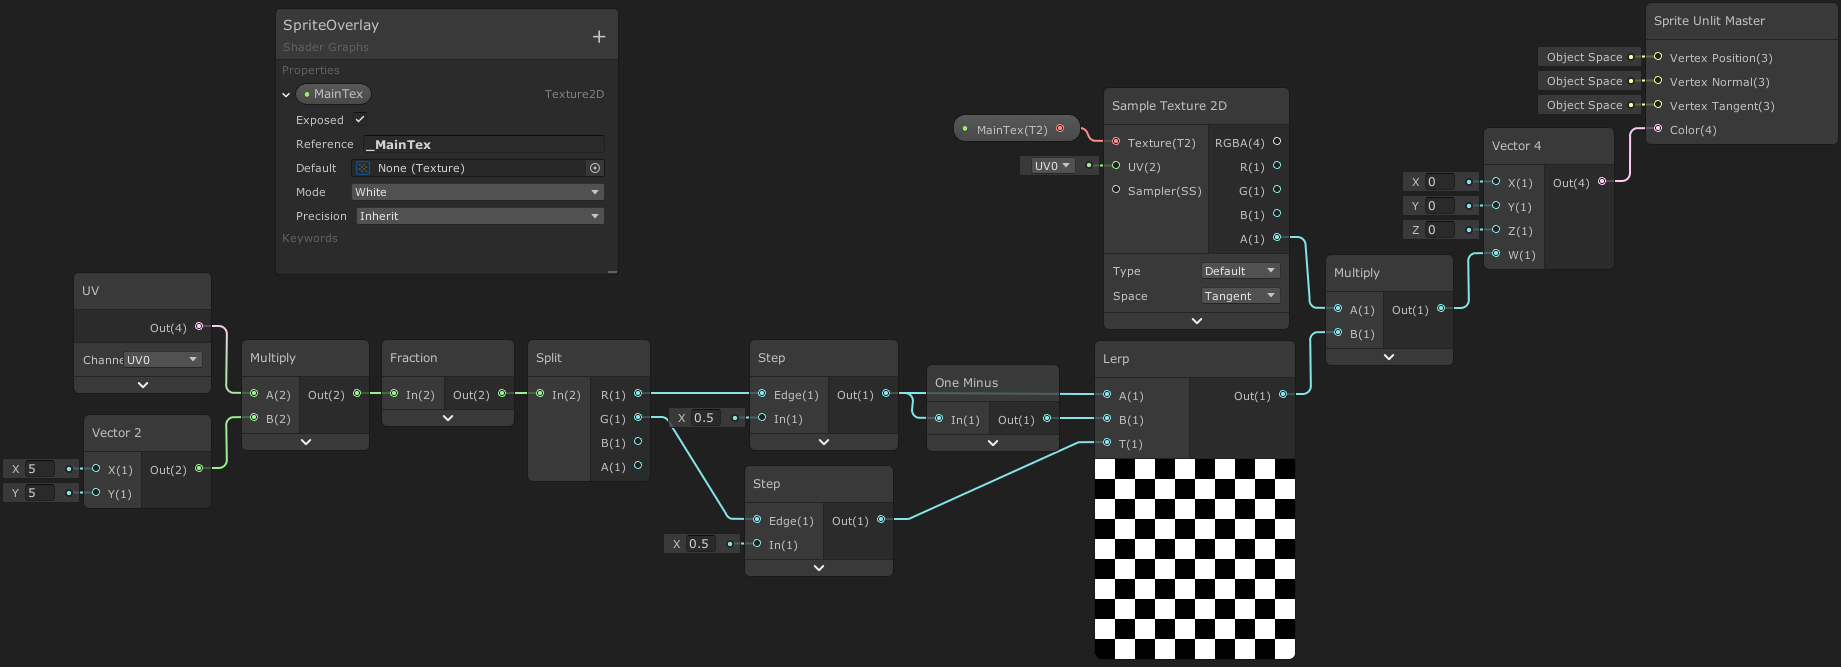 SpriteOverlay
Shader Graphs
Properties
MainTex
Texture2D
Exposed
Reference _MainTex
Default None (Texture)
Mode White
Precision Inherit
Keywords
UV
Out(4)
Channe UV0
Vector 2
X 5
Y 5
X(1)
Y(1)
Out(2)
Multiply
A(2)
B(2)
Out(2)
Fraction
In(2)
Out(2)
Split
In(2)
R(1)
G(1)
B(1)
A(1)
Step
X 0.5
Edge(1)
In(1)
Out(1)
Step
X 0.5
Edge(1)
In(1)
Out(1)
One Minus
In(1)
Out(1)
MainTex(T2)
UV0
Sample Texture 2D
Texture(T2)
UV(2)
Sampler(SS)
RGBA(4)
R(1)
G(1)
B(1)
A(1)
Type Default
Space Tangent
Lerp
A(1)
B(1)
T(1)
Out(1)
Multiply
A(1)
B(1)
Out(1)
Vector 4
X 0
Y 0
Z 0
X(1)
Y(1)
Z(1)
W(1)
Out(4)
Sprite Unlit Master
Object Space
Vertex Position(3)
Object Space
Vertex Normal(3)
Object Space
Vertex Tangent(3)
Color(4)